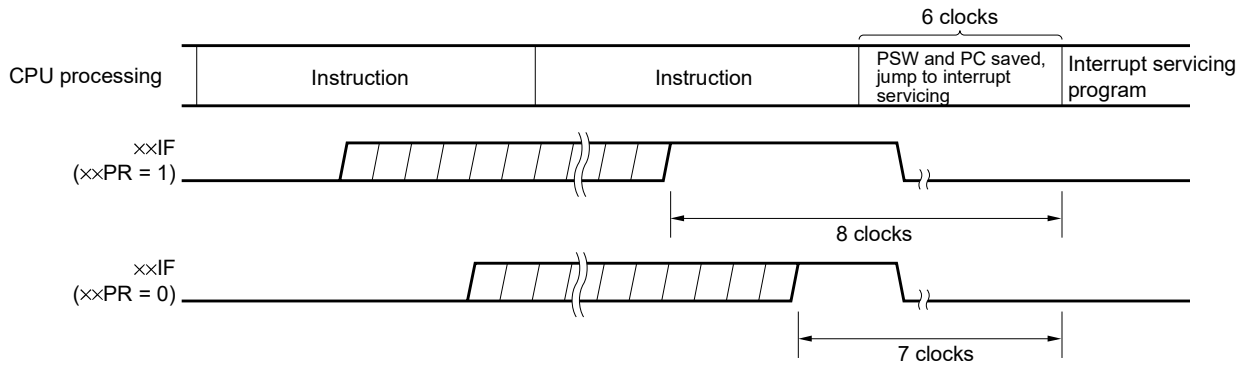 6 clocks
CPU processing
Instruction
Instruction
PSW and PC saved,
jump to interrupt
servicing
Interrupt servicing
program
××IF
(××PR = 1)
8 clocks
××IF
(××PR = 0)
7 clocks